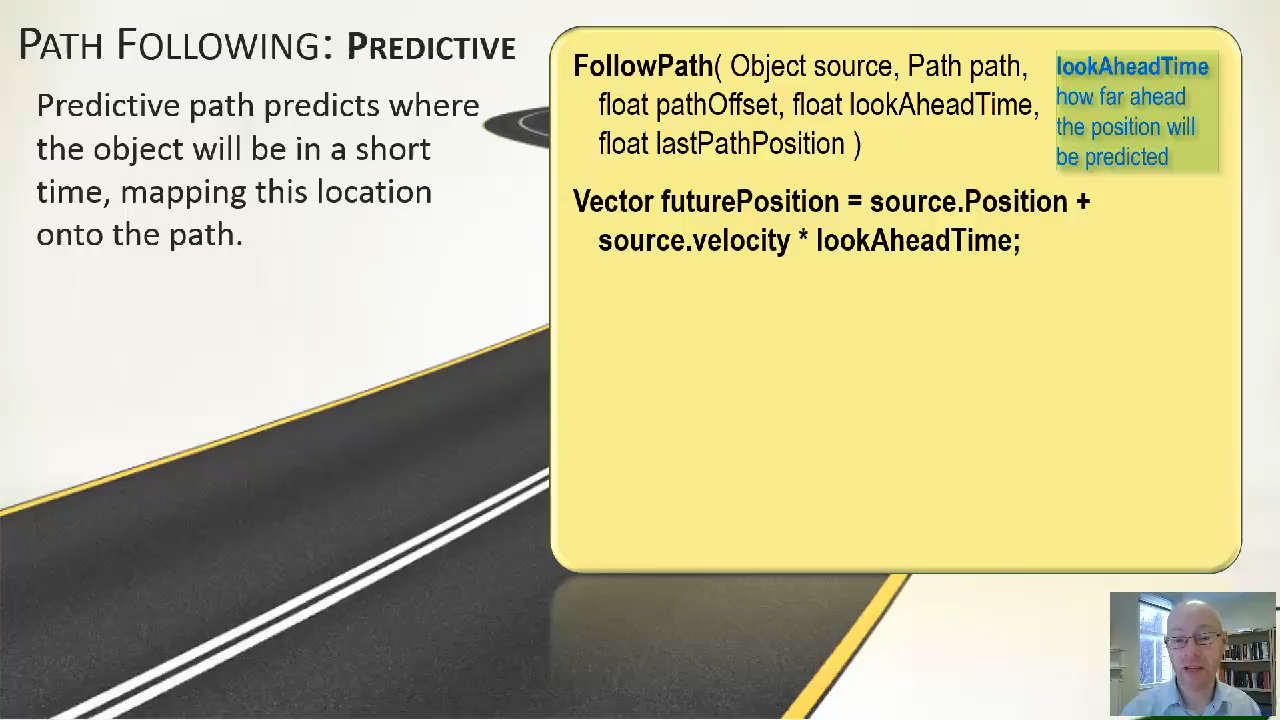 PATH FOLLOWING: PREDICTIVE
Predictive path predicts where
the object will be in a short
time, mapping this location
onto the path.
FollowPath( Object source, Path path,
float pathOffset, float lookAheadTime,
float lastPathPosition )
lookAheadTime
how far ahead
the position will
be predicted
Vector futurePosition = source.Position +
source.velocity * lookAheadTime;